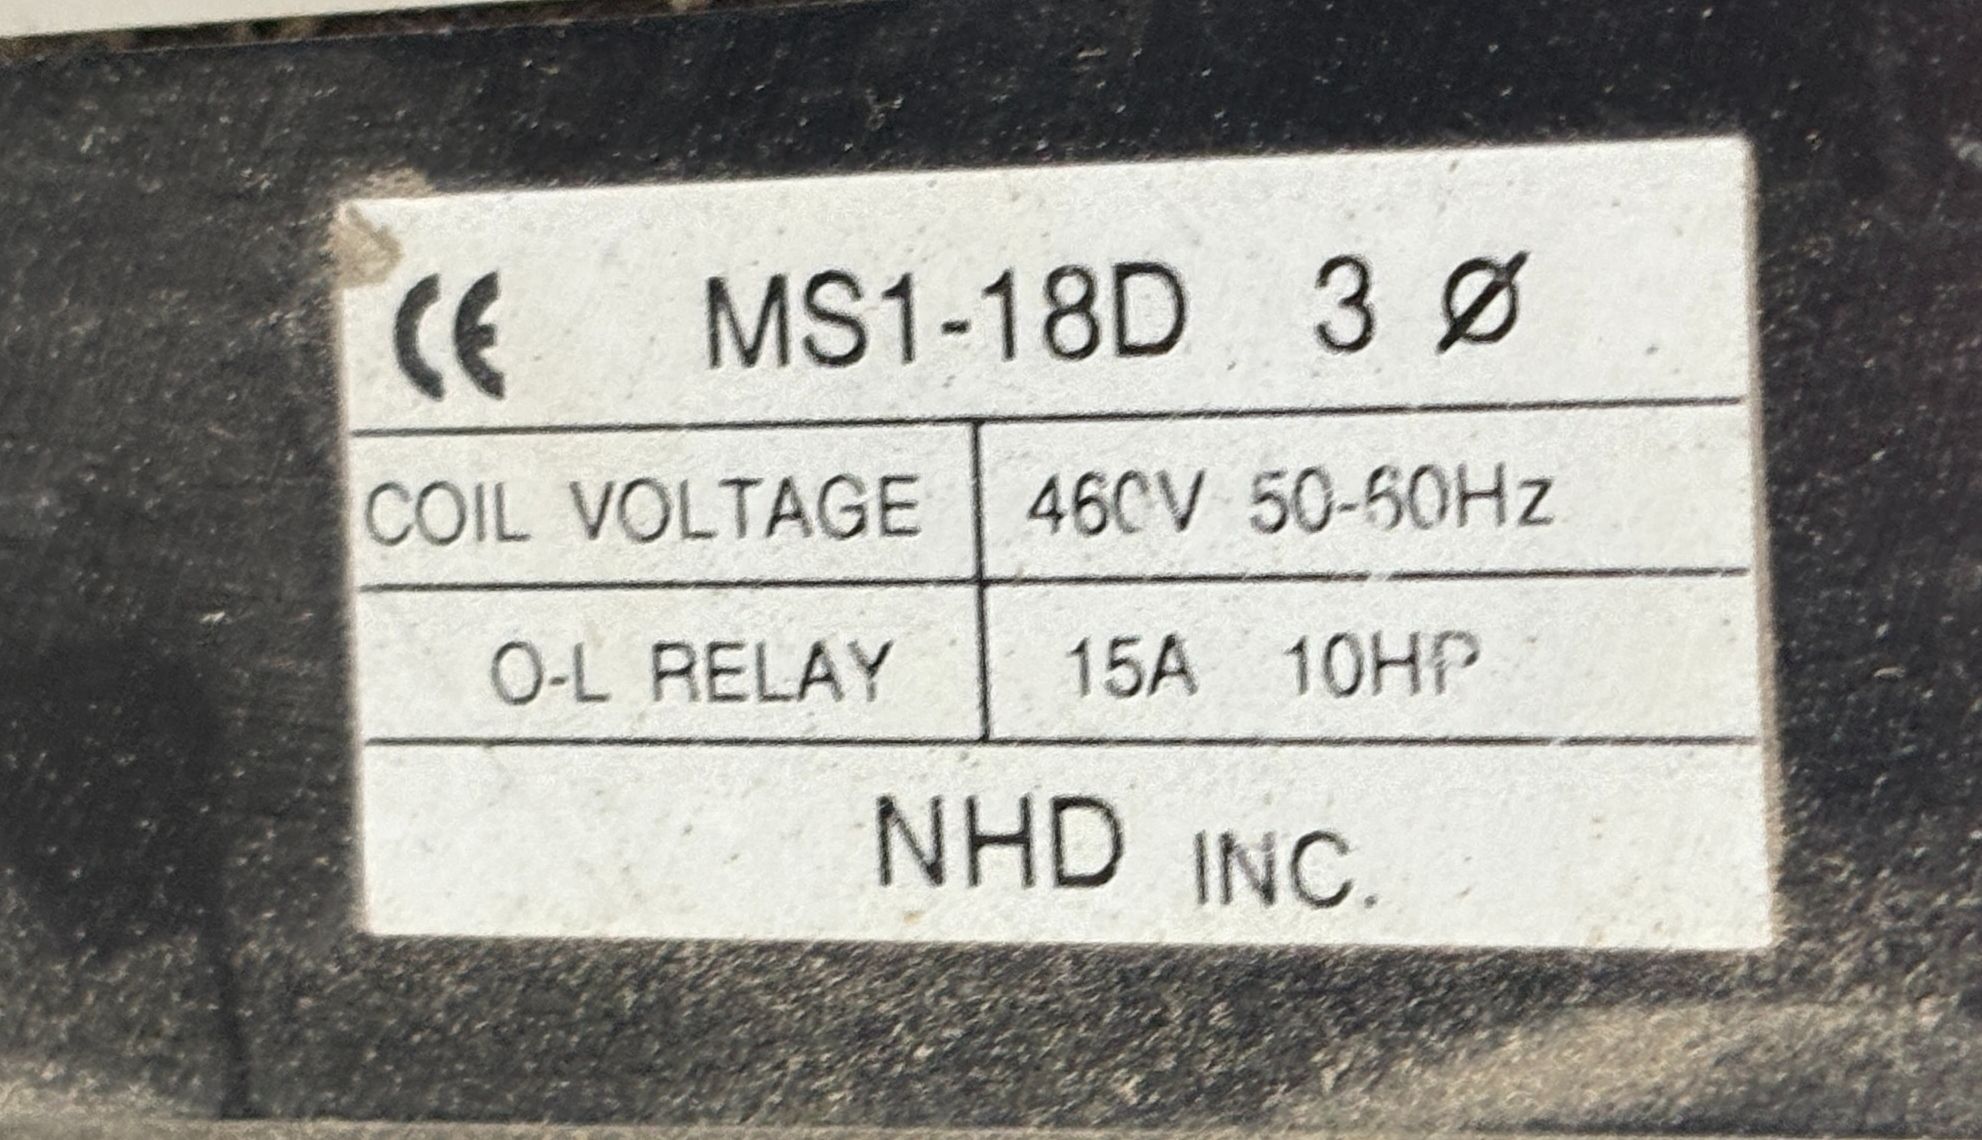 CE MS1-18D 3 Ø
COIL VOLTAGE 460V 50-60Hz
O-L RELAY 15A 10HP
NHD INC.